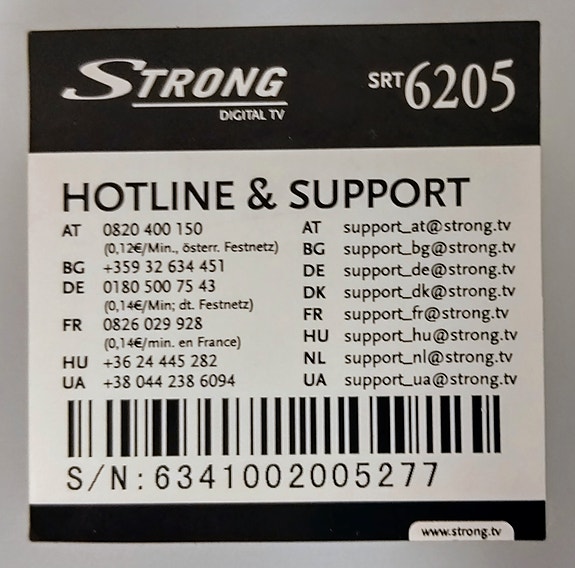 STRONG
DIGITAL TV
SRT6205
HOTLINE & SUPPORT
AT 0820 400 150
(0,12€/Min., österr. Festnetz)
BG +359 32 634 451
DE 0180 500 75 43
(0,14€/Min; dt. Festnetz)
FR 0826 029 928
(0,14€/min. en France)
HU +36 24 445 282
UA +38 044 238 6094
AT support_at@strong.tv
BG support_bg@strong.tv
DE support_de@strong.tv
DK support_dk@strong.tv
FR support_fr@strong.tv
HU support_hu@strong.tv
NL support_nl@strong.tv
UA support_ua@strong.tv
S/N:6341002005277
www.strong.tv